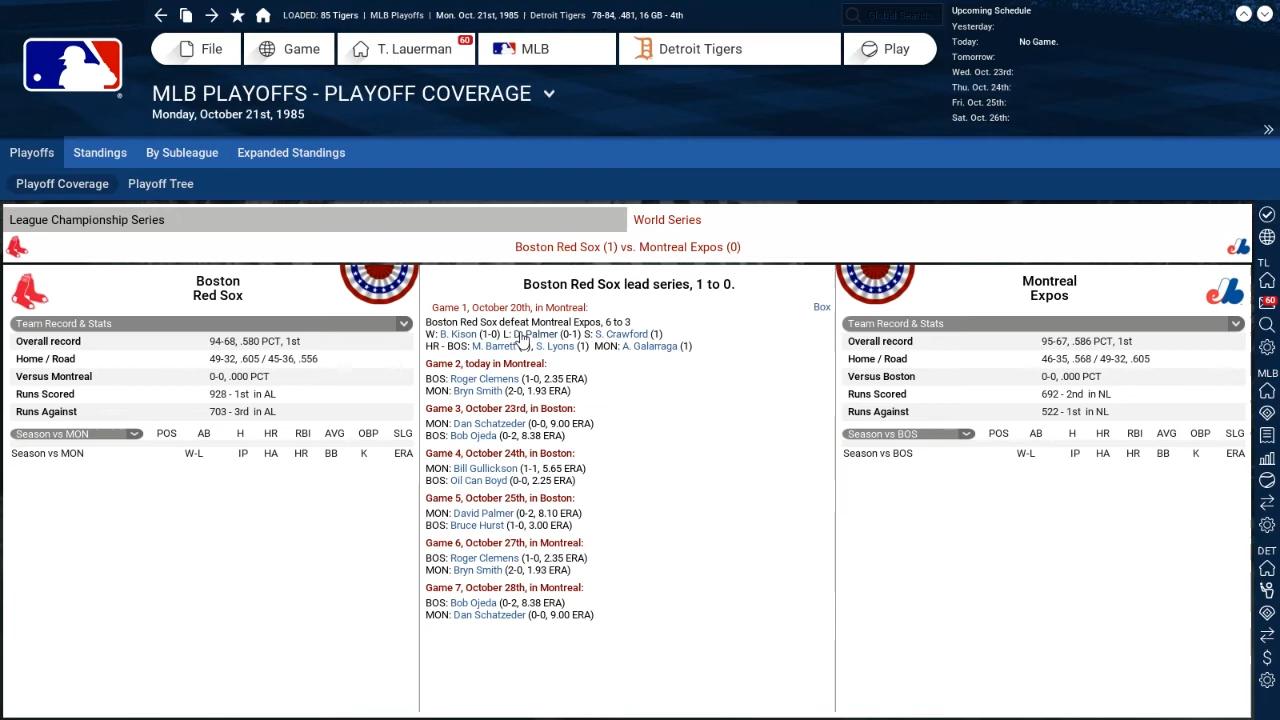 LOADED: 85 Tigers | MLB Playoffs | Mon. Oct. 21st, 1985 | Detroit Tigers 78-84, .481, 16 GB - 4th
Global Search
Upcoming Schedule
Yesterday:
Today: No Game.
Tomorrow:
Wed. Oct. 23rd:
Thu. Oct. 24th:
Fri. Oct. 25th:
Sat. Oct. 26th:
File Game T. Lauerman 60 MLB Detroit Tigers Play
MLB PLAYOFFS - PLAYOFF COVERAGE
Monday, October 21st, 1985
Playoffs Standings By Subleague Expanded Standings
Playoff Coverage Playoff Tree
League Championship Series World Series
Boston Red Sox (1) vs. Montreal Expos (0)
Boston
Red Sox
Team Record & Stats
Overall record 94-68, .580 PCT, 1st
Home / Road 49-32, .605 / 45-36, .556
Versus Montreal 0-0, .000 PCT
Runs Scored 928 - 1st in AL
Runs Against 703 - 3rd in AL
Season vs MON POS AB H HR RBI AVG OBP SLG
Season vs MON W-L IP HA HR BB K ERA
Boston Red Sox lead series, 1 to 0.
Game 1, October 20th, in Montreal: Box
Boston Red Sox defeat Montreal Expos, 6 to 3
W: B. Kison (1-0) L: Palmer (0-1) S: S. Crawford (1)
HR - BOS: M. Barrett, S. Lyons (1) MON: A. Galarraga (1)
Game 2, today in Montreal:
BOS: Roger Clemens (1-0, 2.35 ERA)
MON: Bryn Smith (2-0, 1.93 ERA)
Game 3, October 23rd, in Boston:
MON: Dan Schatzeder (0-0, 9.00 ERA)
BOS: Bob Ojeda (0-2, 8.38 ERA)
Game 4, October 24th, in Boston:
MON: Bill Gullickson (1-1, 5.65 ERA)
BOS: Oil Can Boyd (0-0, 2.25 ERA)
Game 5, October 25th, in Boston:
MON: David Palmer (0-2, 8.10 ERA)
BOS: Bruce Hurst (1-0, 3.00 ERA)
Game 6, October 27th, in Montreal:
BOS: Roger Clemens (1-0, 2.35 ERA)
MON: Bryn Smith (2-0, 1.93 ERA)
Game 7, October 28th, in Montreal:
BOS: Bob Ojeda (0-2, 8.38 ERA)
MON: Dan Schatzeder (0-0, 9.00 ERA)
Montreal
Expos
Team Record & Stats
Overall record 95-67, .586 PCT, 1st
Home / Road 46-35, .568 / 49-32, .605
Versus Boston 0-0, .000 PCT
Runs Scored 692 - 2nd in NL
Runs Against 522 - 1st in NL
Season vs BOS POS AB H HR RBI AVG OBP SLG
Season vs BOS W-L IP HA HR BB K ERA
TL
60
MLB
DET